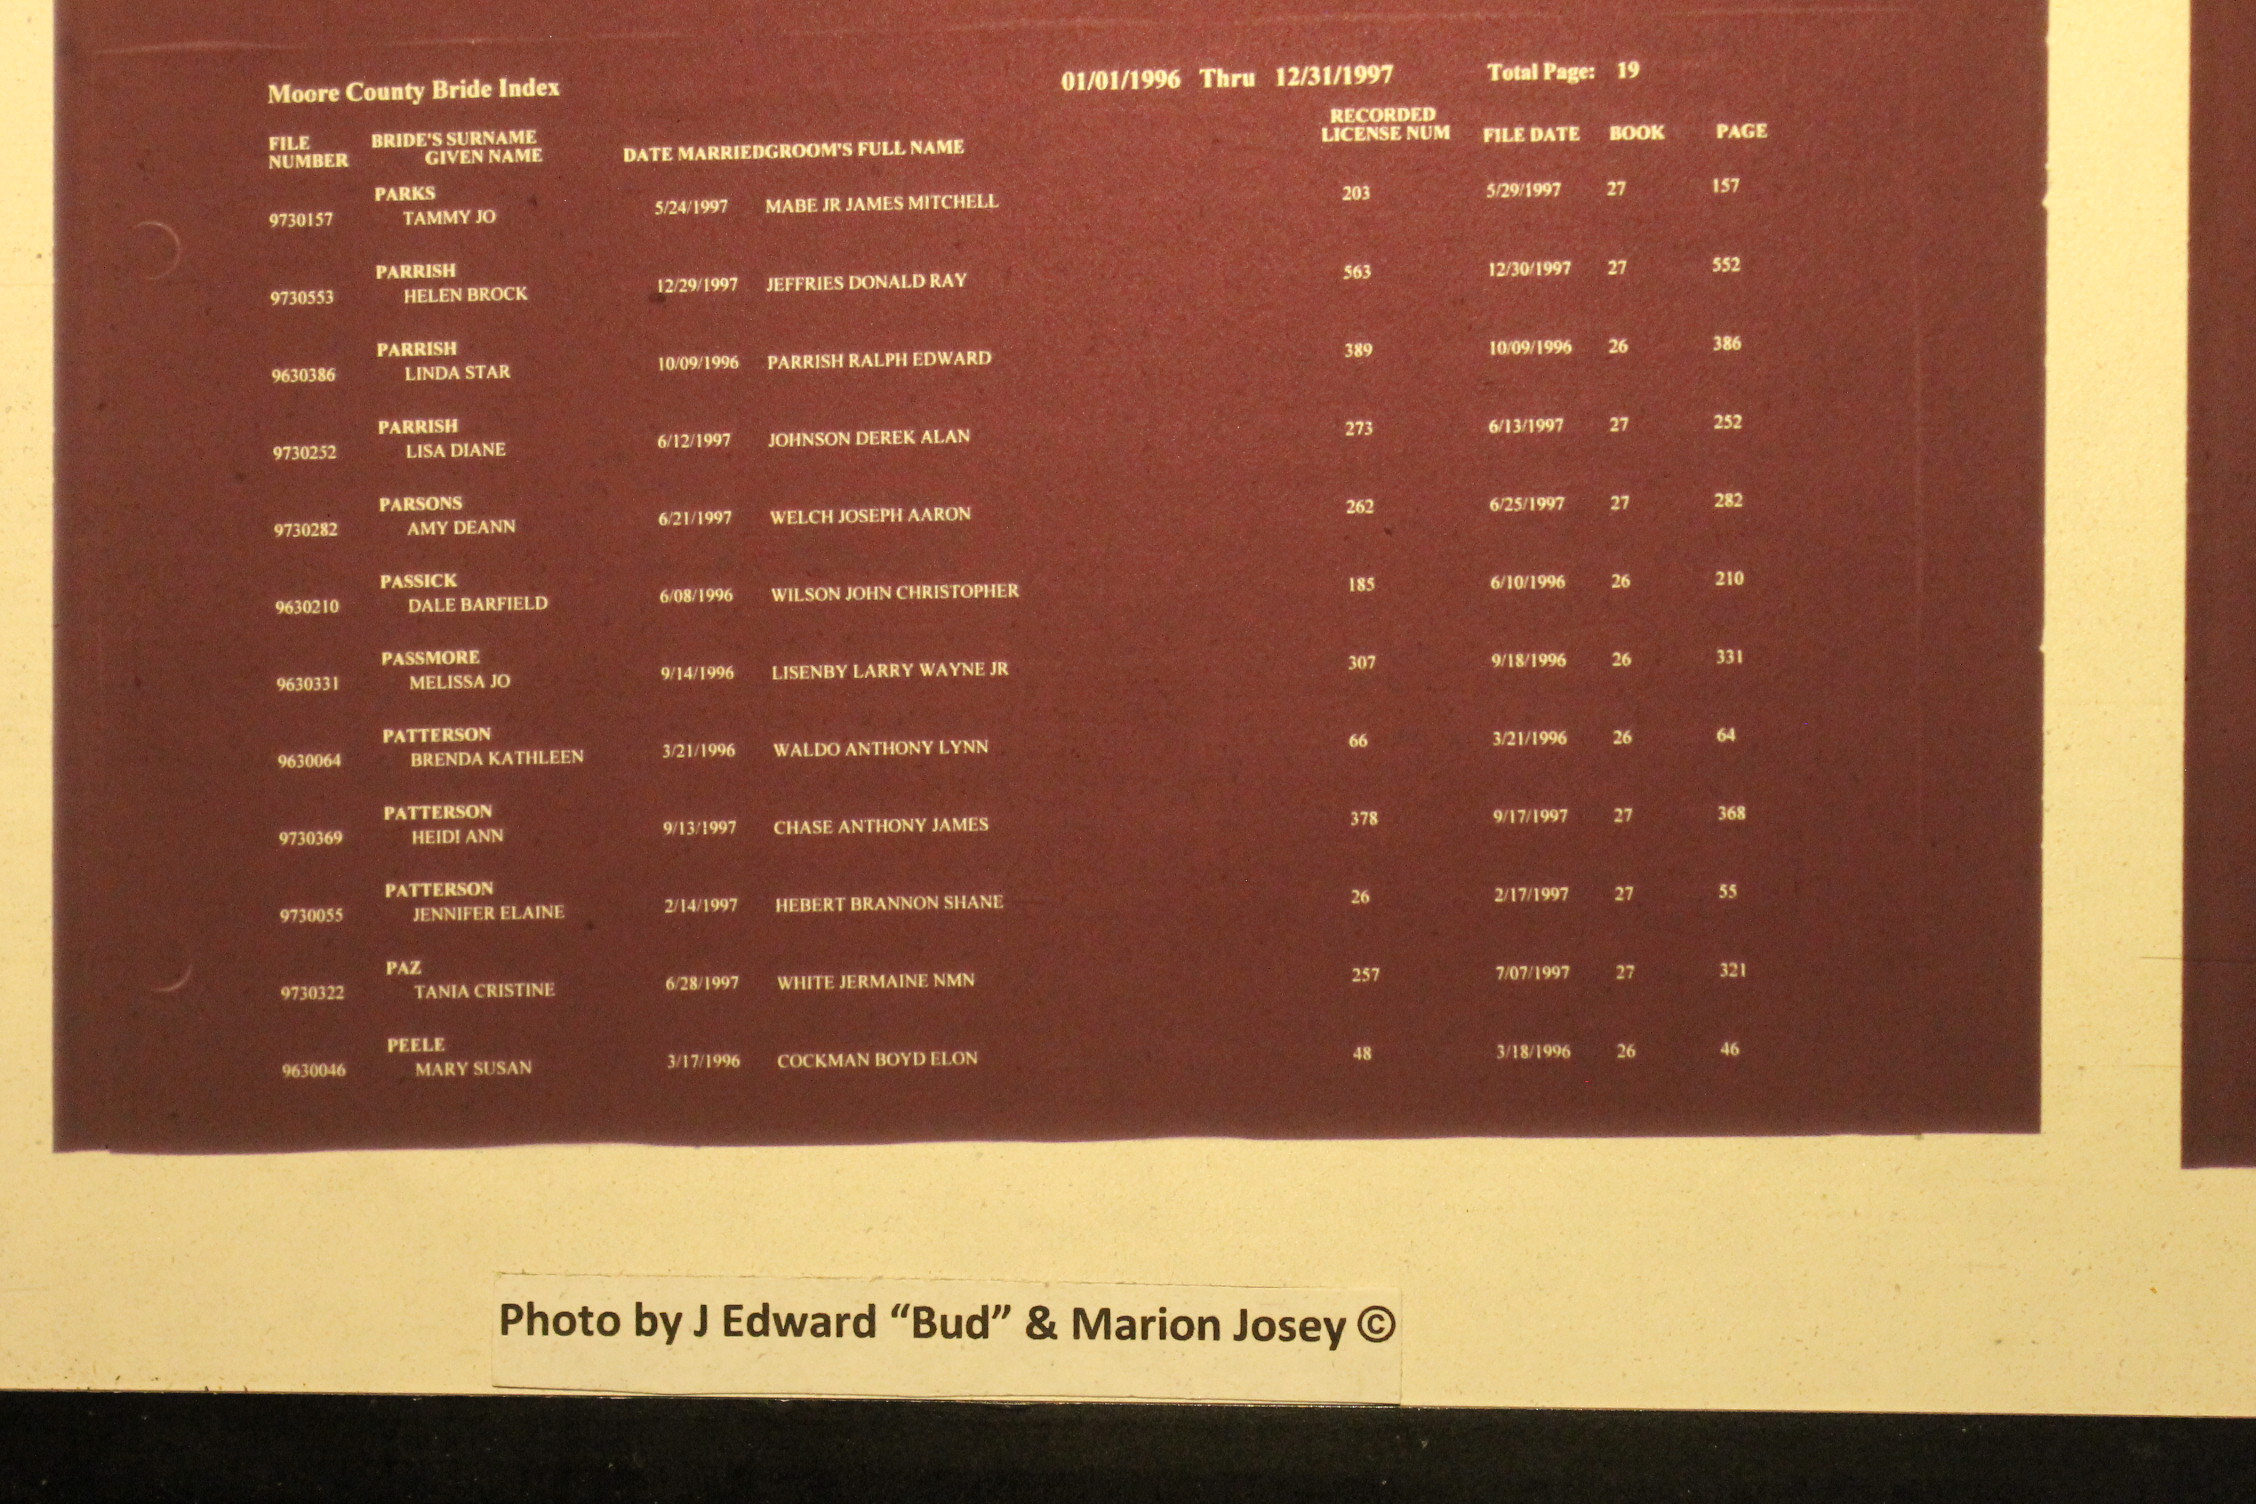 Moore County Bride Index 01/01/1996 Thru 12/31/1997 Total Page: 19
FILE NUMBER BRIDE'S SURNAME GIVEN NAME DATE MARRIED GROOM'S FULL NAME RECORDED LICENSE NUM FILE DATE BOOK PAGE
PARKS
9730157 TAMMY JO 5/24/1997 MABE JR JAMES MITCHELL 203 5/29/1997 27 157
PARRISH
9730553 HELEN BROCK 12/29/1997 JEFFRIES DONALD RAY 563 12/30/1997 27 552
PARRISH
9630386 LINDA STAR 10/09/1996 PARRISH RALPH EDWARD 389 10/09/1996 26 386
PARRISH
9730252 LISA DIANE 6/12/1997 JOHNSON DEREK ALAN 273 6/13/1997 27 252
PARSONS
9730282 AMY DEANN 6/21/1997 WELCH JOSEPH AARON 262 6/25/1997 27 282
PASSICK
9630210 DALE BARFIELD 6/08/1996 WILSON JOHN CHRISTOPHER 185 6/10/1996 26 210
PASSMORE
9630331 MELISSA JO 9/14/1996 LISENBY LARRY WAYNE JR 307 9/18/1996 26 331
PATTERSON
9630064 BRENDA KATHLEEN 3/21/1996 WALDO ANTHONY LYNN 66 3/21/1996 26 64
PATTERSON
9730369 HEIDI ANN 9/13/1997 CHASE ANTHONY JAMES 378 9/17/1997 27 368
PATTERSON
9730055 JENNIFER ELAINE 2/14/1997 HEBERT BRANNON SHANE 26 2/17/1997 27 55
PAZ
9730322 TANIA CRISTINE 6/28/1997 WHITE JERMAINE NMN 257 7/07/1997 27 321
PEELE
9630046 MARY SUSAN 3/17/1996 COCKMAN BOYD ELON 48 3/18/1996 26 46
Photo by J Edward “Bud” & Marion Josey ©